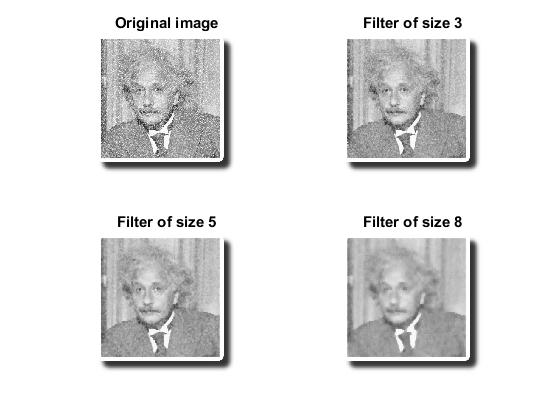 Original image
Filter of size 3
Filter of size 5
Filter of size 8